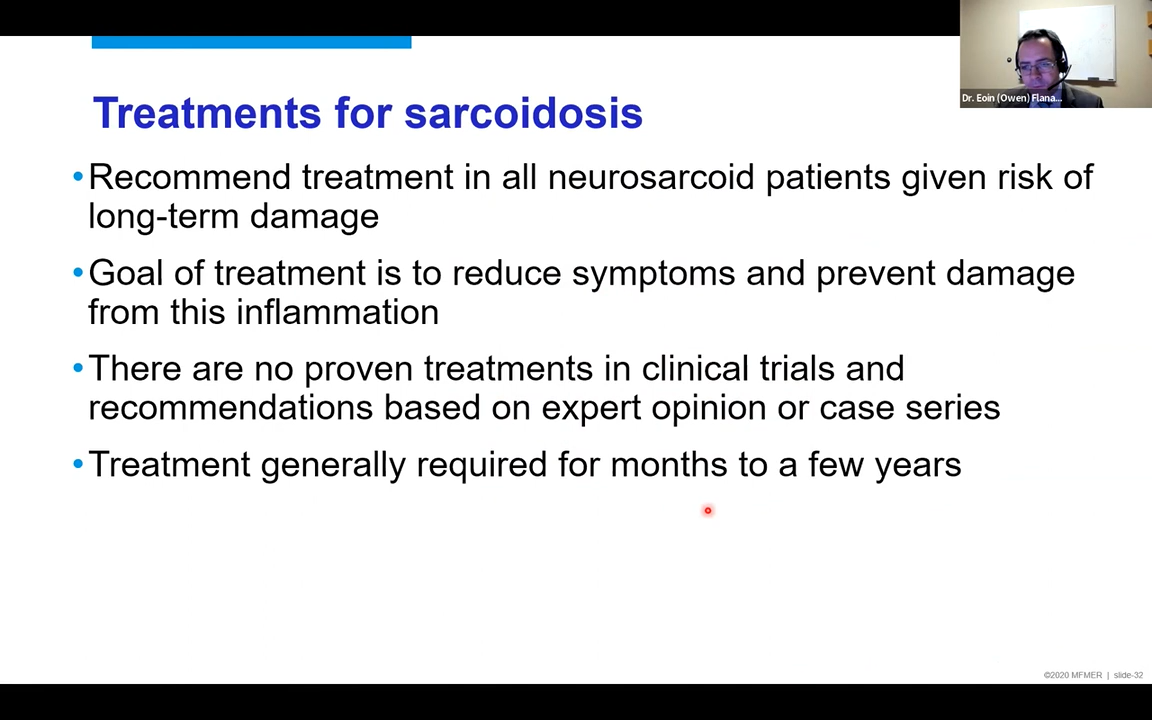 Dr. Eoin (Owen) Flana...
Treatments for sarcoidosis
•Recommend treatment in all neurosarcoid patients given risk of
long-term damage
•Goal of treatment is to reduce symptoms and prevent damage
from this inflammation
•There are no proven treatments in clinical trials and
recommendations based on expert opinion or case series
•Treatment generally required for months to a few years
©2020 MFMER | slide-32